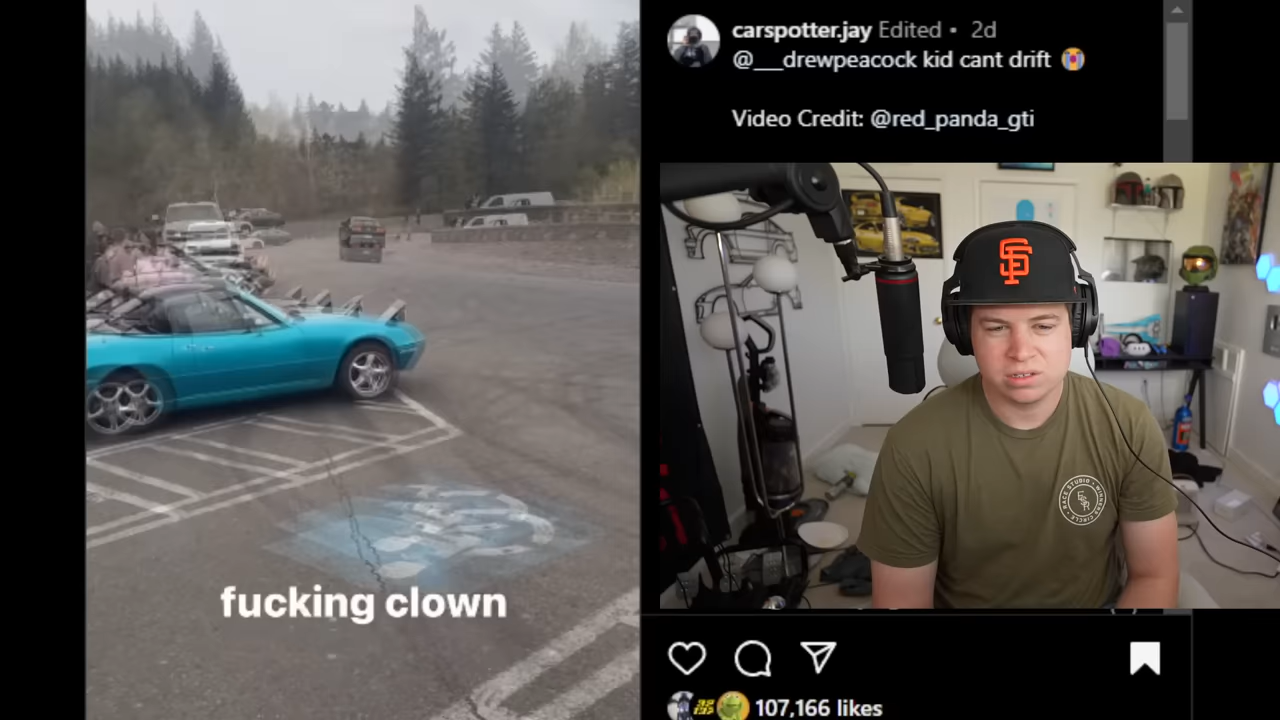 carspotter.jay Edited • 2d
@___drewpeacock kid cant drift 😭
Video Credit: @red_panda_gti
SF
fucking clown
107,166 likes